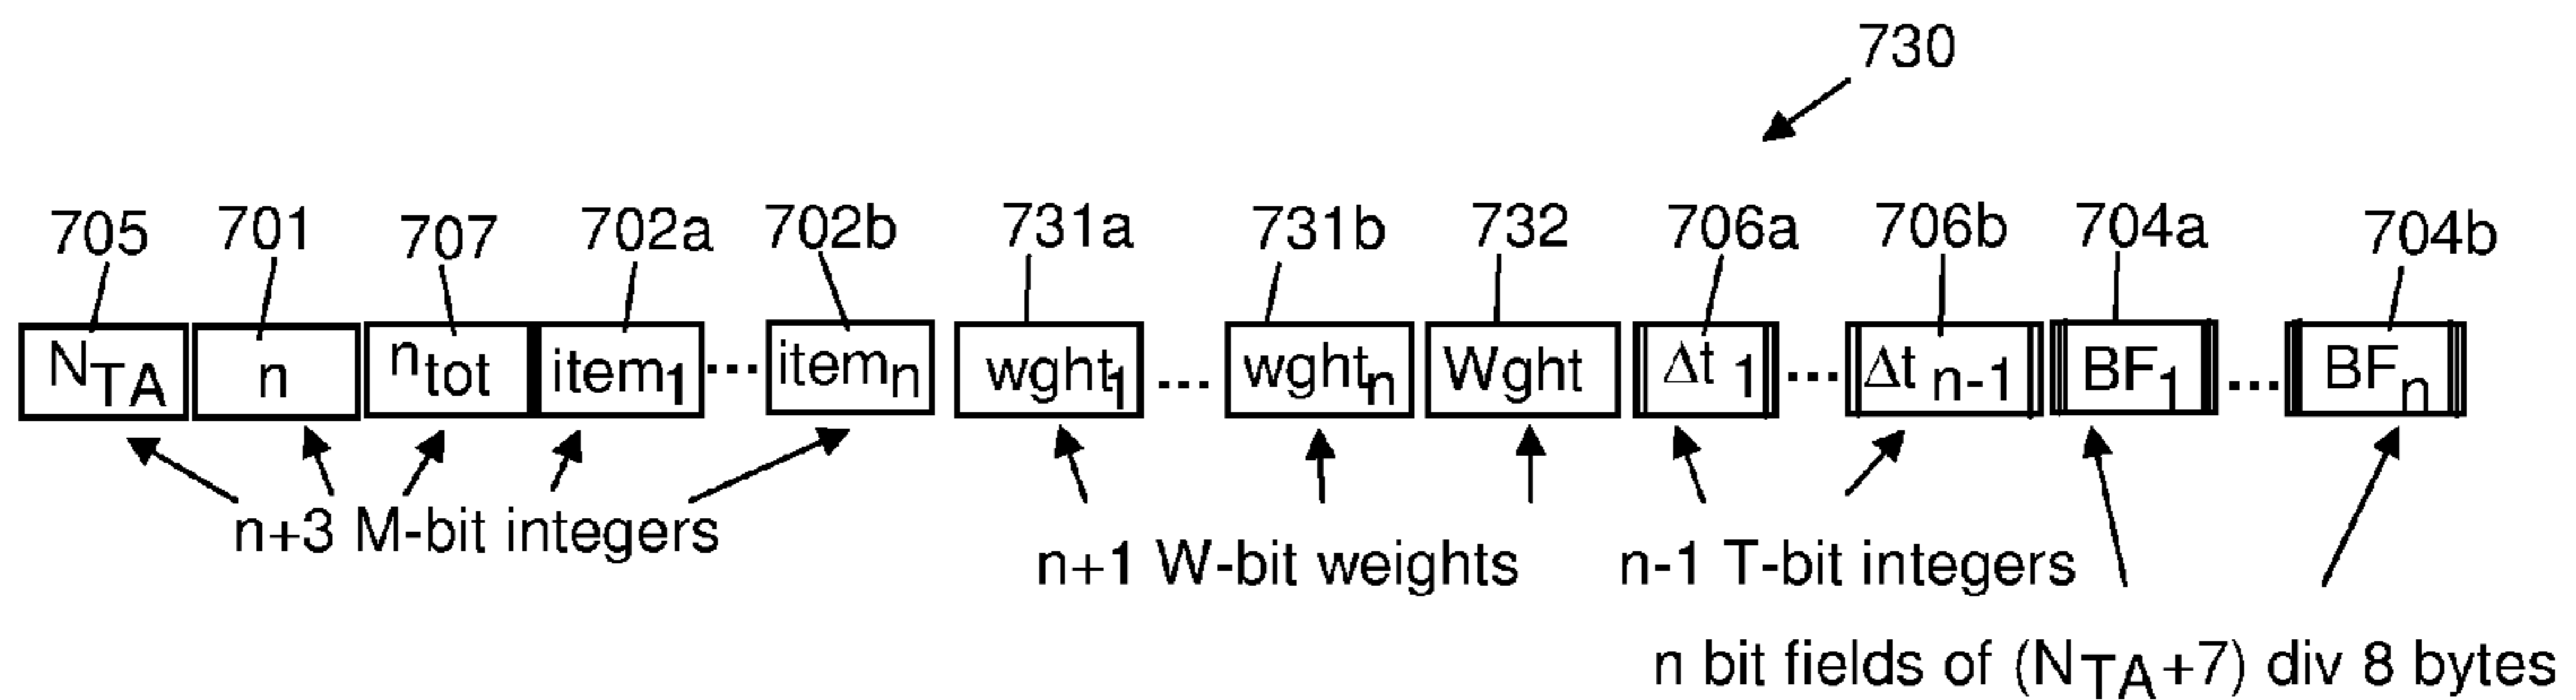 730
705 701 707 702a 702b 731a 731b 732 706a 706b 704a 704b
NTA n ntot item1 ... itemn wght1 ... wghtn Wght Δt 1 ... Δt n-1 BF1 ... BFn
n+3 M-bit integers
n+1 W-bit weights n-1 T-bit integers
n bit fields of (NTA+7) div 8 bytes